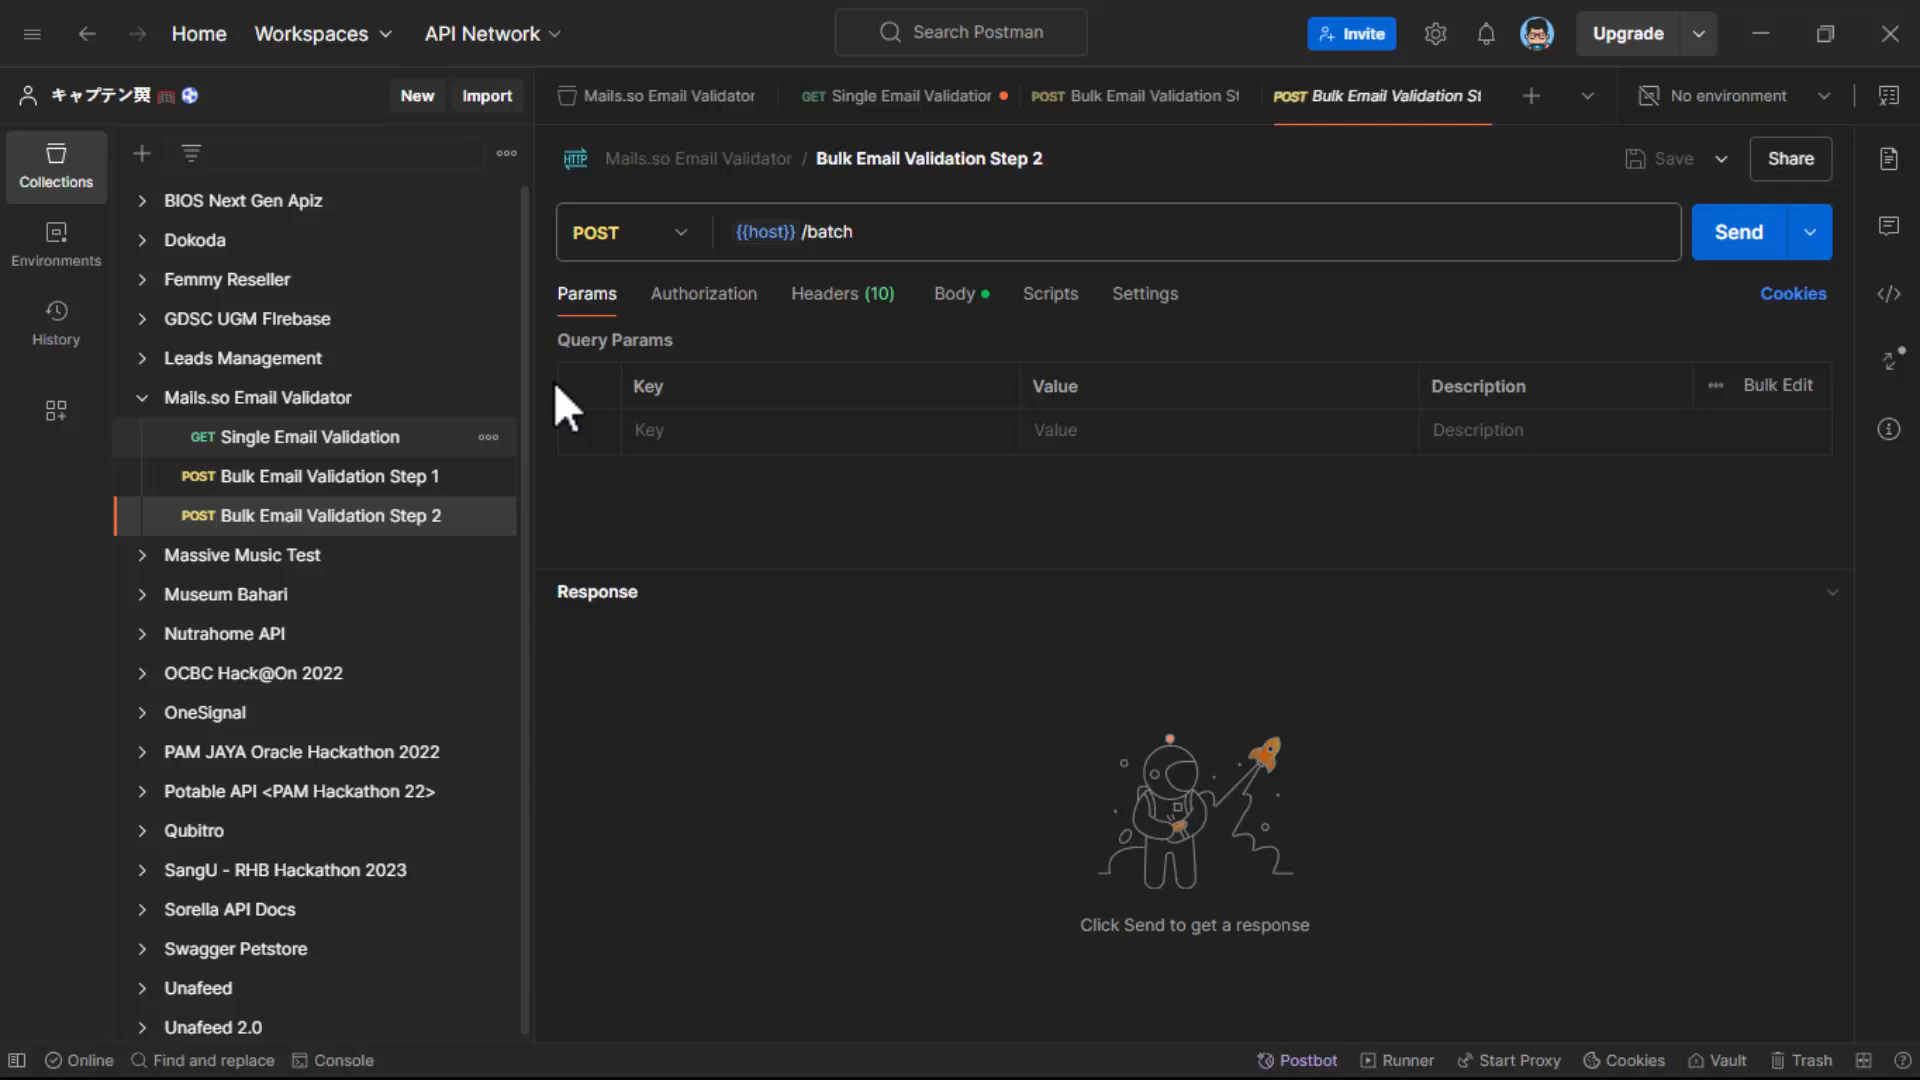 Home Workspaces API Network Search Postman Invite Upgrade
キャプテン翼 New Import Mails.so Email Validator GET Single Email Validation POST Bulk Email Validation St POST Bulk Email Validation St No environment
Collections
Environments
History
BIOS Next Gen Apiz
Dokoda
Femmy Reseller
GDSC UGM FIrebase
Leads Management
Mails.so Email Validator
GET Single Email Validation
POST Bulk Email Validation Step 1
POST Bulk Email Validation Step 2
Massive Music Test
Museum Bahari
Nutrahome API
OCBC Hack@On 2022
OneSignal
PAM JAYA Oracle Hackathon 2022
Potable API <PAM Hackathon 22>
Qubitro
SangU - RHB Hackathon 2023
Sorella API Docs
Swagger Petstore
Unafeed
Unafeed 2.0
HTTP Mails.so Email Validator / Bulk Email Validation Step 2 Save Share
POST {{host}} /batch Send
Params Authorization Headers (10) Body Scripts Settings Cookies
Query Params
Key Value Description Bulk Edit
Key Value Description
Response
Click Send to get a response
Online Find and replace Console Postbot Runner Start Proxy Cookies Vault Trash